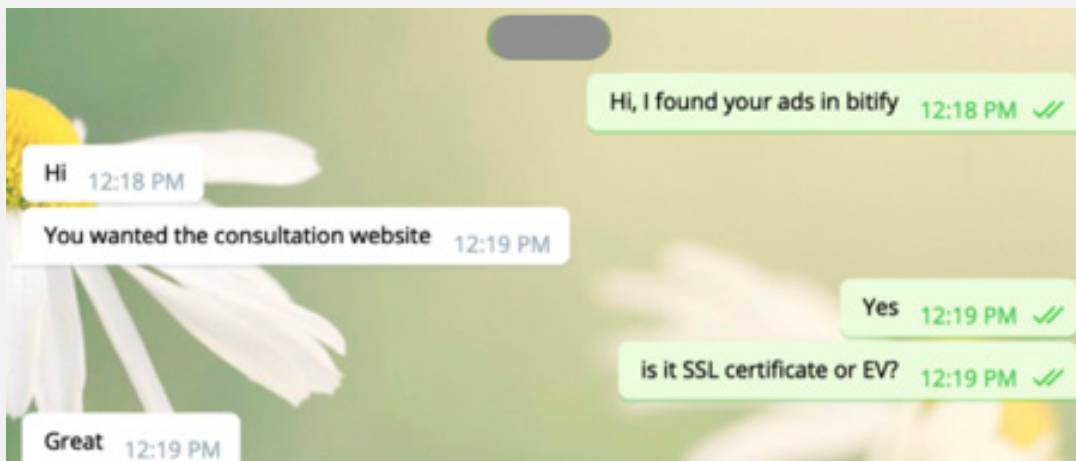 Hi, I found your ads in bitify 12:18 PM
Hi 12:18 PM
You wanted the consultation website 12:19 PM
Yes 12:19 PM
is it SSL certificate or EV? 12:19 PM
Great 12:19 PM